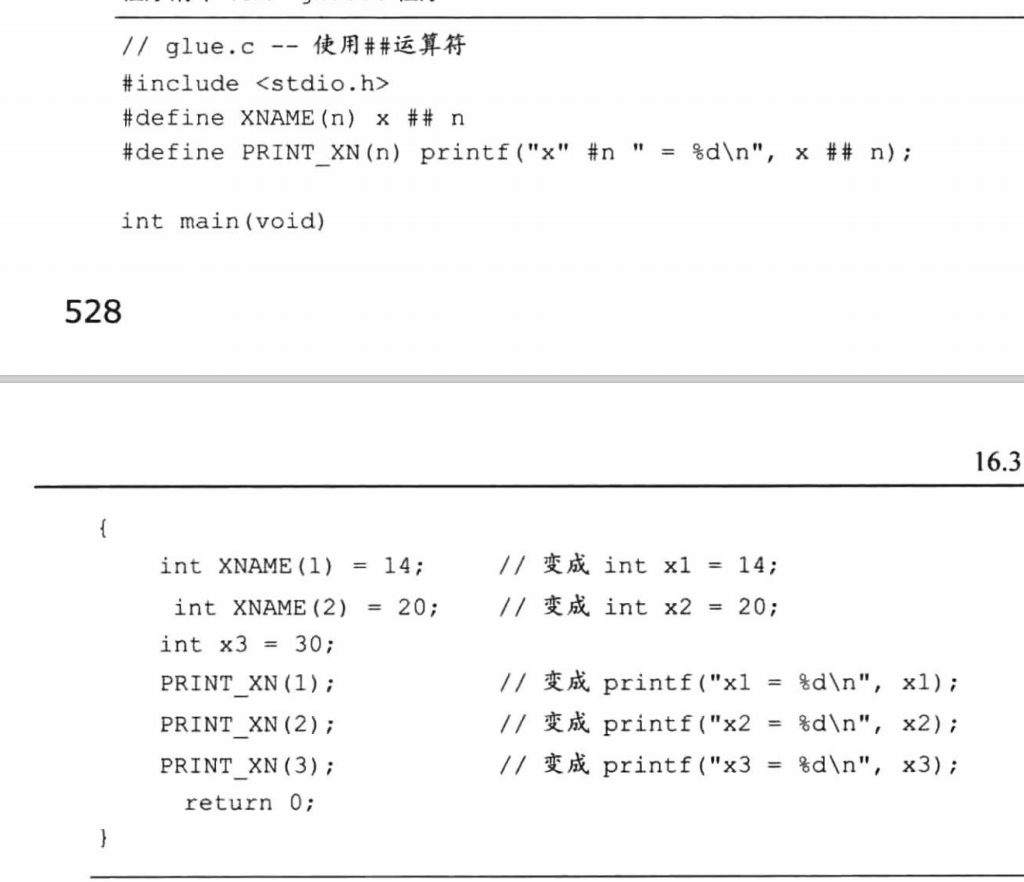 // glue.c -- 使用##运算符
#include <stdio.h>
#define XNAME(n) x ## n
#define PRINT_XN(n) printf("x" #n " = %d\n", x ## n);
int main(void)
528
16.3
{
int XNAME(1) = 14; // 变成 int x1 = 14;
int XNAME(2) = 20; // 变成 int x2 = 20;
int x3 = 30;
PRINT_XN(1); // 变成 printf("x1 = %d\n", x1);
PRINT_XN(2); // 变成 printf("x2 = %d\n", x2);
PRINT_XN(3); // 变成 printf("x3 = %d\n", x3);
return 0;
}